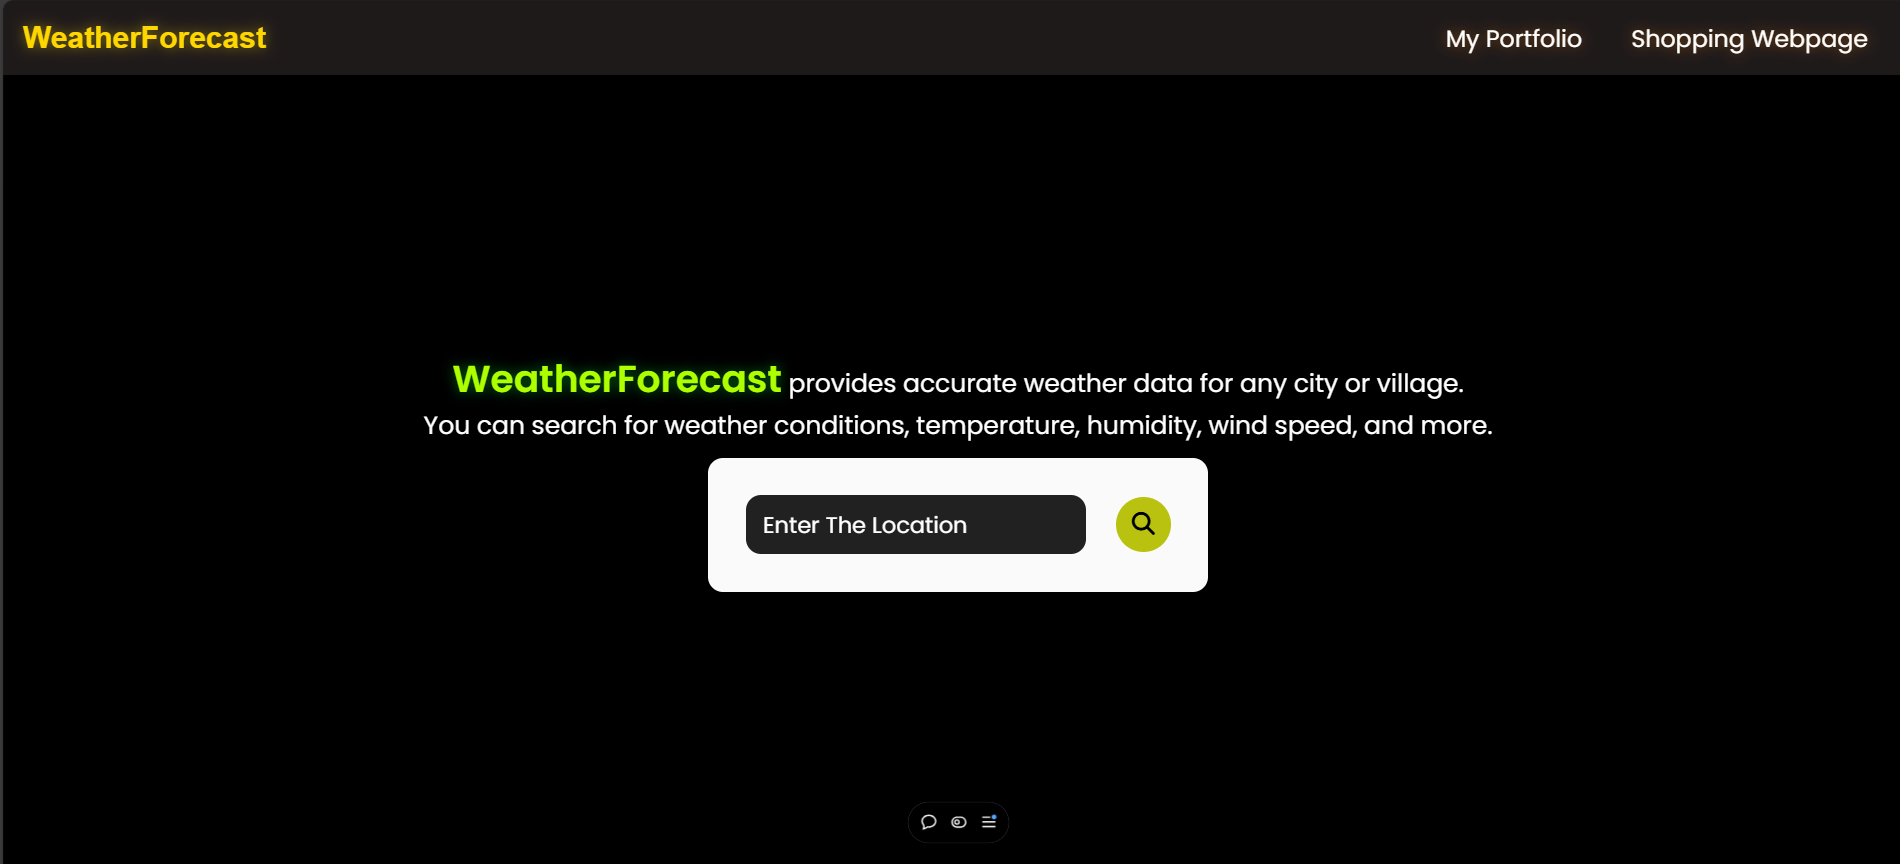 WeatherForecast
My Portfolio
Shopping Webpage
WeatherForecast provides accurate weather data for any city or village.
You can search for weather conditions, temperature, humidity, wind speed, and more.
Enter The Location